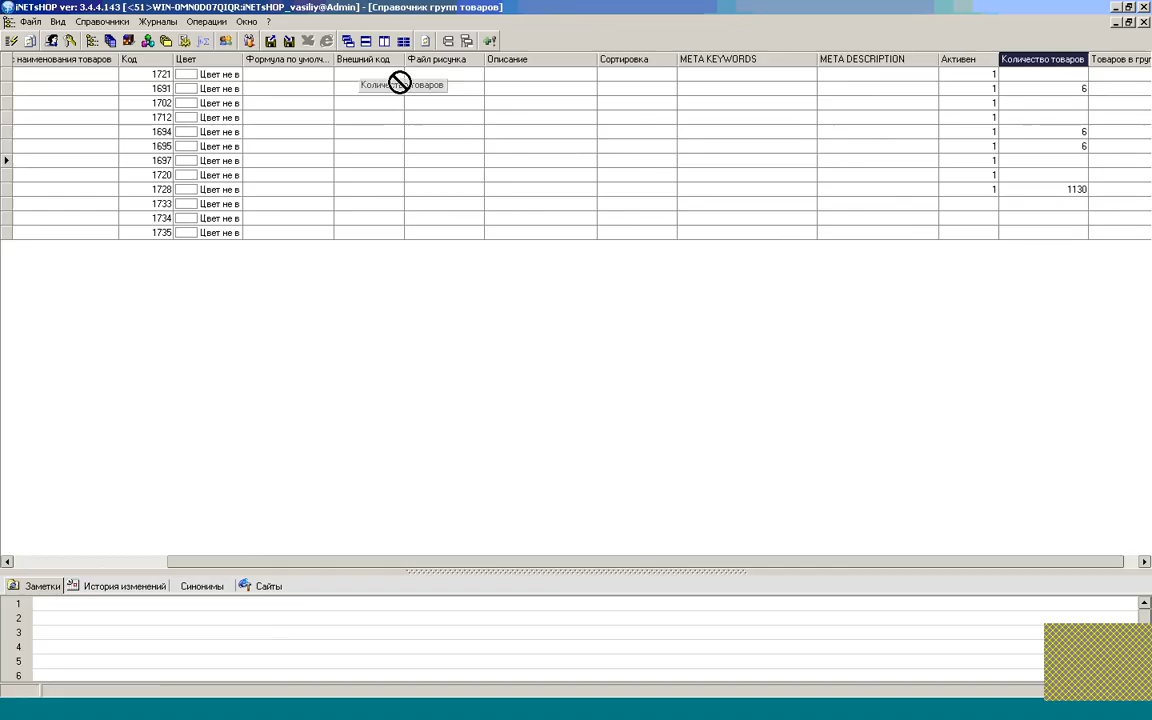 iNETsHOP ver: 3.4.4.143 [<51>WIN-0MN0D07QIQR:iNETsHOP_vasiliy@Admin] - [Справочник групп товаров]
Файл Вид Справочники Журналы Операции Окно ?
: наименования товаров Код Цвет Формула по умолч... Внешний код Файл рисунка Описание Сортировка META KEYWORDS META DESCRIPTION Активен Количество товаров Товаров в груп
1721 Цвет не в 1
Количество товаров
1691 Цвет не в 1 6
1702 Цвет не в 1
1712 Цвет не в 1
1694 Цвет не в 1 6
1695 Цвет не в 1 6
1697 Цвет не в 1
1720 Цвет не в 1
1728 Цвет не в 1 1130
1733 Цвет не в
1734 Цвет не в
1735 Цвет не в
Заметки История изменений Синонимы Сайты
1
2
3
4
5
6